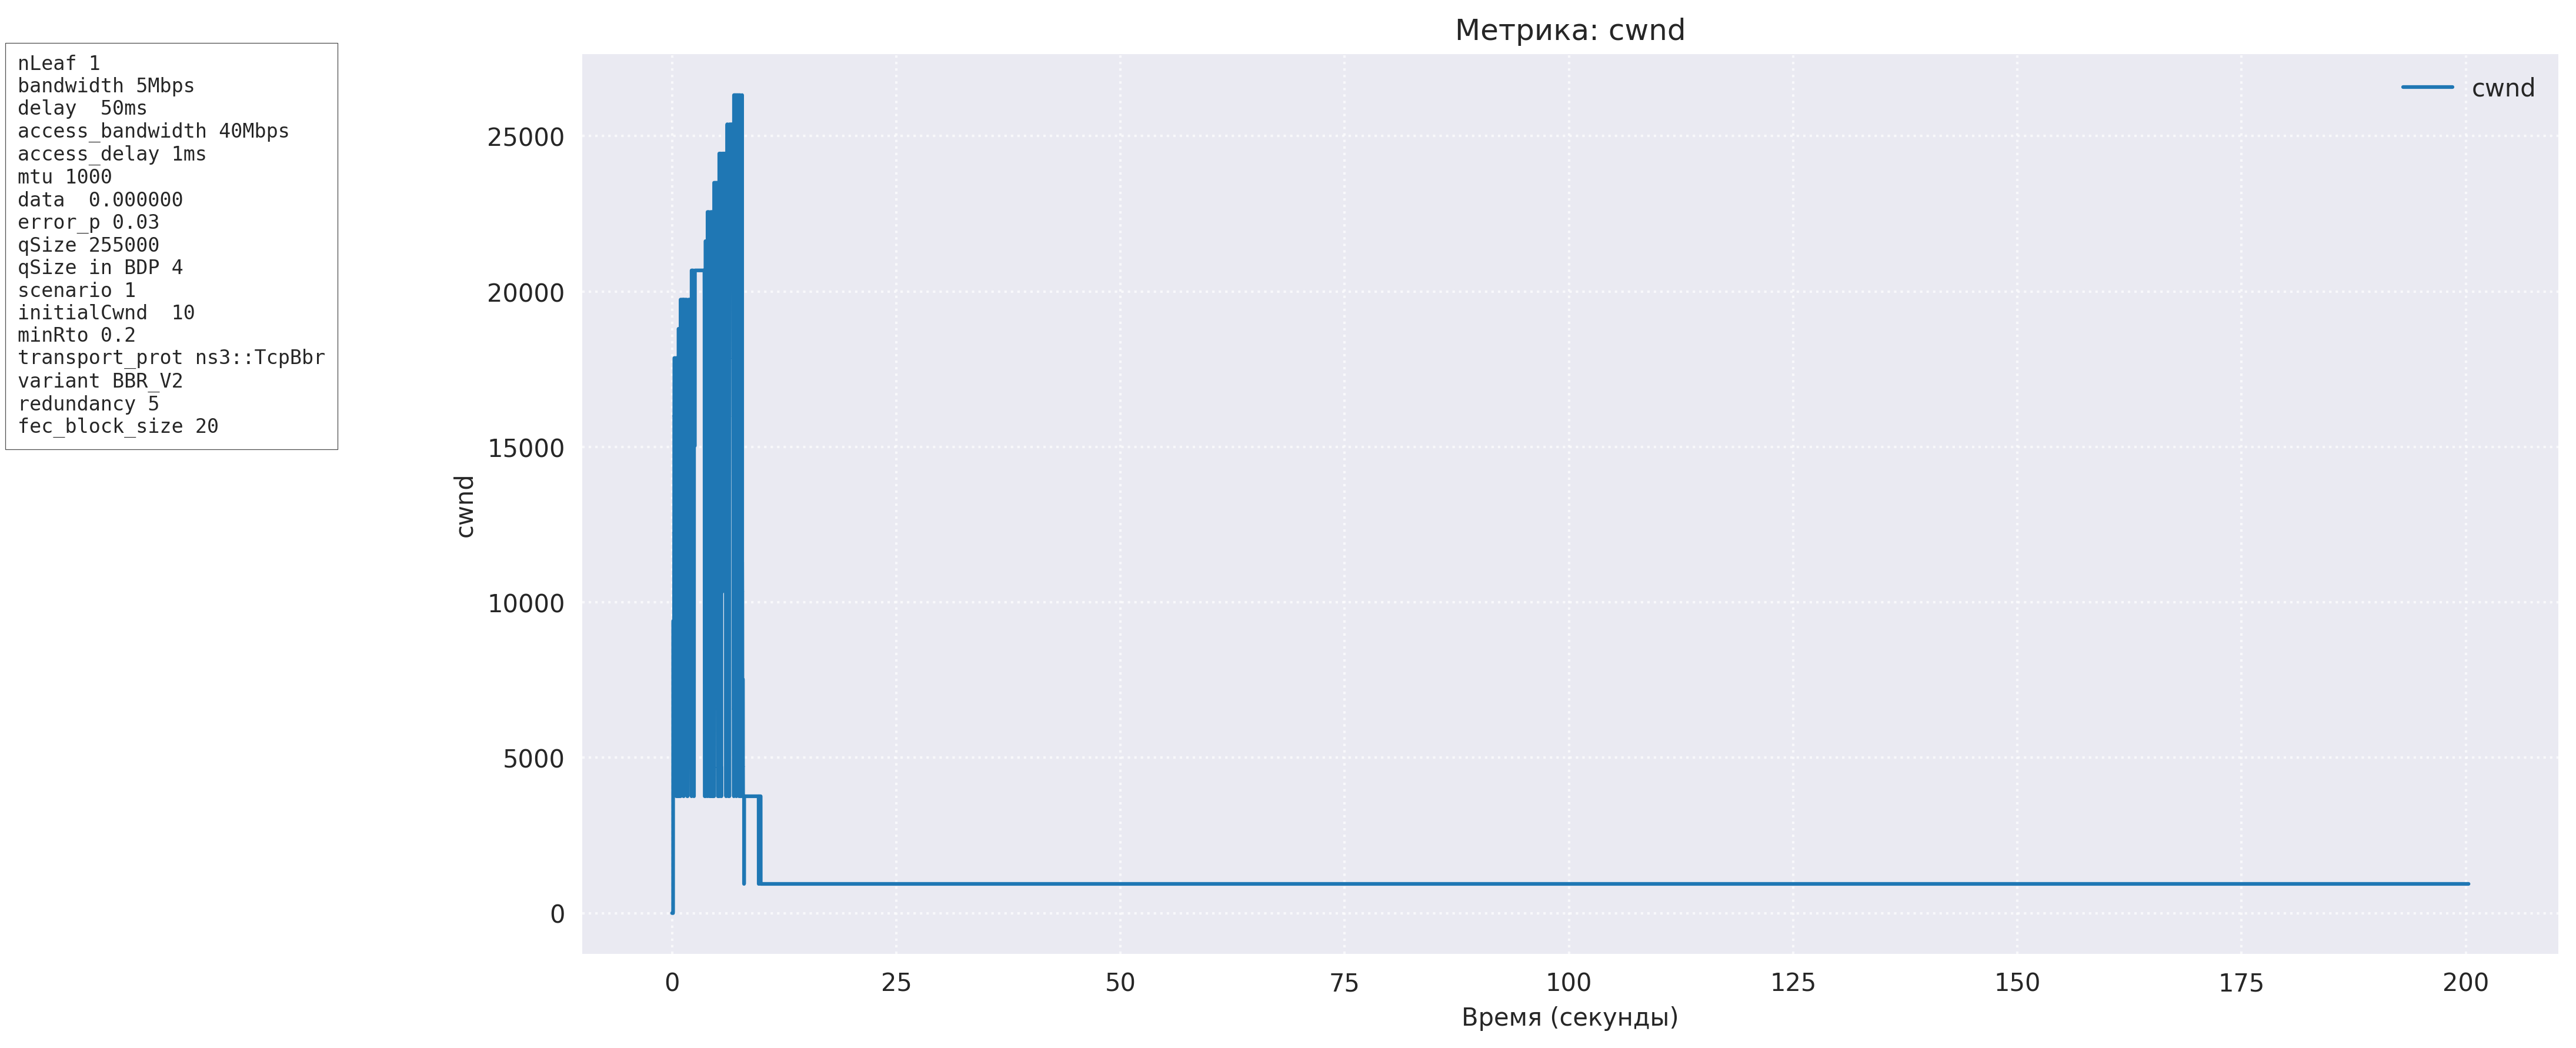 Метрика: cwnd
nLeaf 1
bandwidth 5Mbps
delay  50ms
access_bandwidth 40Mbps
access_delay 1ms
mtu 1000
data  0.000000
error_p 0.03
qSize 255000
qSize in BDP 4
scenario 1
initialCwnd  10
minRto 0.2
transport_prot ns3::TcpBbr
variant BBR_V2
redundancy 5
fec_block_size 20
cwnd
cwnd
25000
20000
15000
10000
5000
0
0 25 50 75 100 125 150 175 200
Время (секунды)